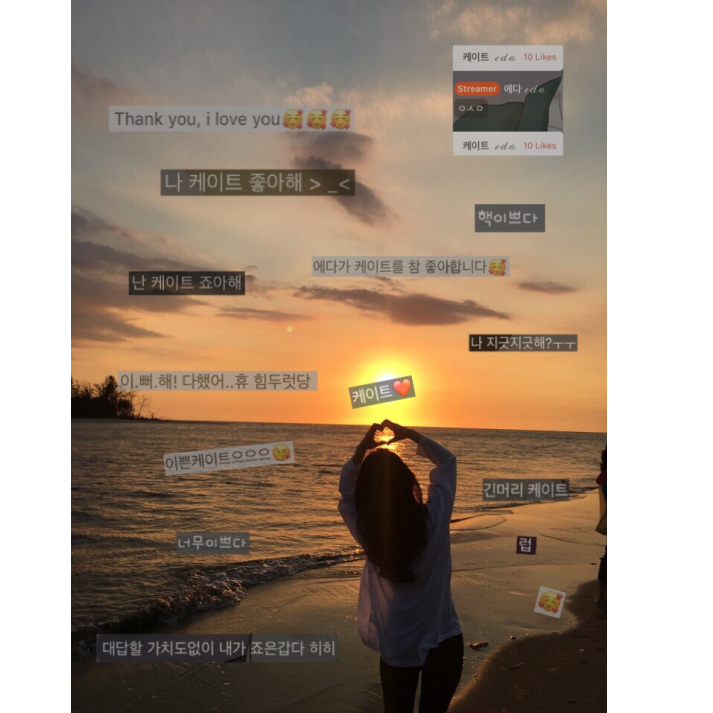 케이트 eda 10 Likes
Streamer 에다 eda
ㅇㅅㅇ
케이트 eda 10 Likes
Thank you, i love you🥰🥰🥰
나 케이트 좋아해 > _<
핵이쁘다
에다가 케이트를 참 좋아합니다🥰
난 케이트 죠아해
나 지긋지긋해?ㅜㅜ
이.뻐.해! 다했어..휴 힘두럿당
케이트❤️
이쁜케이트ㅇㅇㅇ😘
긴머리 케이트
너무이쁘다
럽
🥰
대답할 가치도없이 내가 죠은갑다 히히